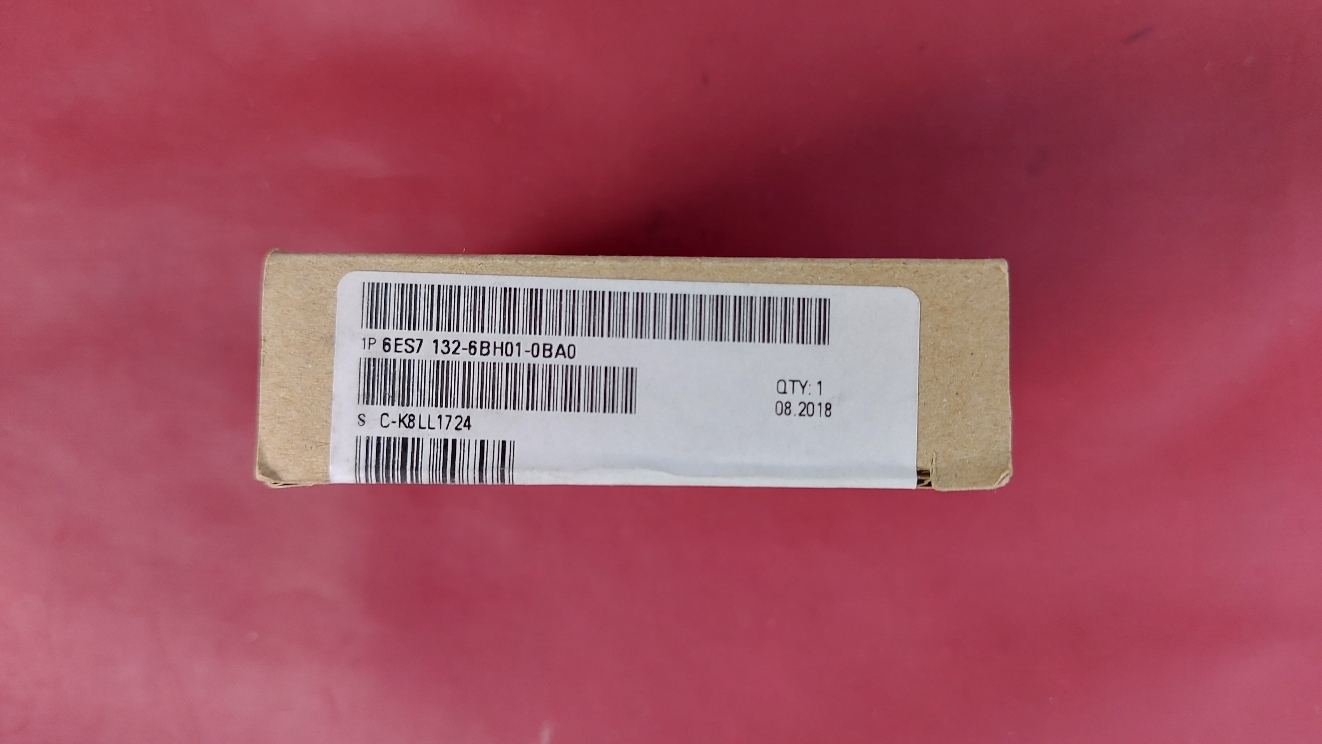 1P 6ES7 132-6BH01-0BA0
QTY: 1
08.2018
S C-K8LL1724